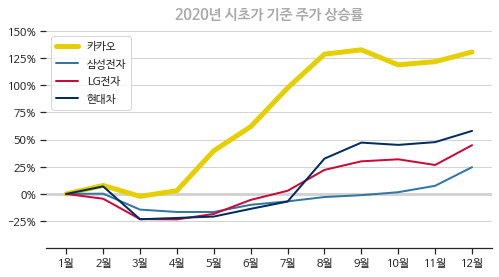 2020년 시초가 기준 주가 상승률
150%
125%
100%
75%
50%
25%
0%
−25%
카카오
삼성전자
LG전자
현대차
1월 2월 3월 4월 5월 6월 7월 8월 9월 10월 11월 12월